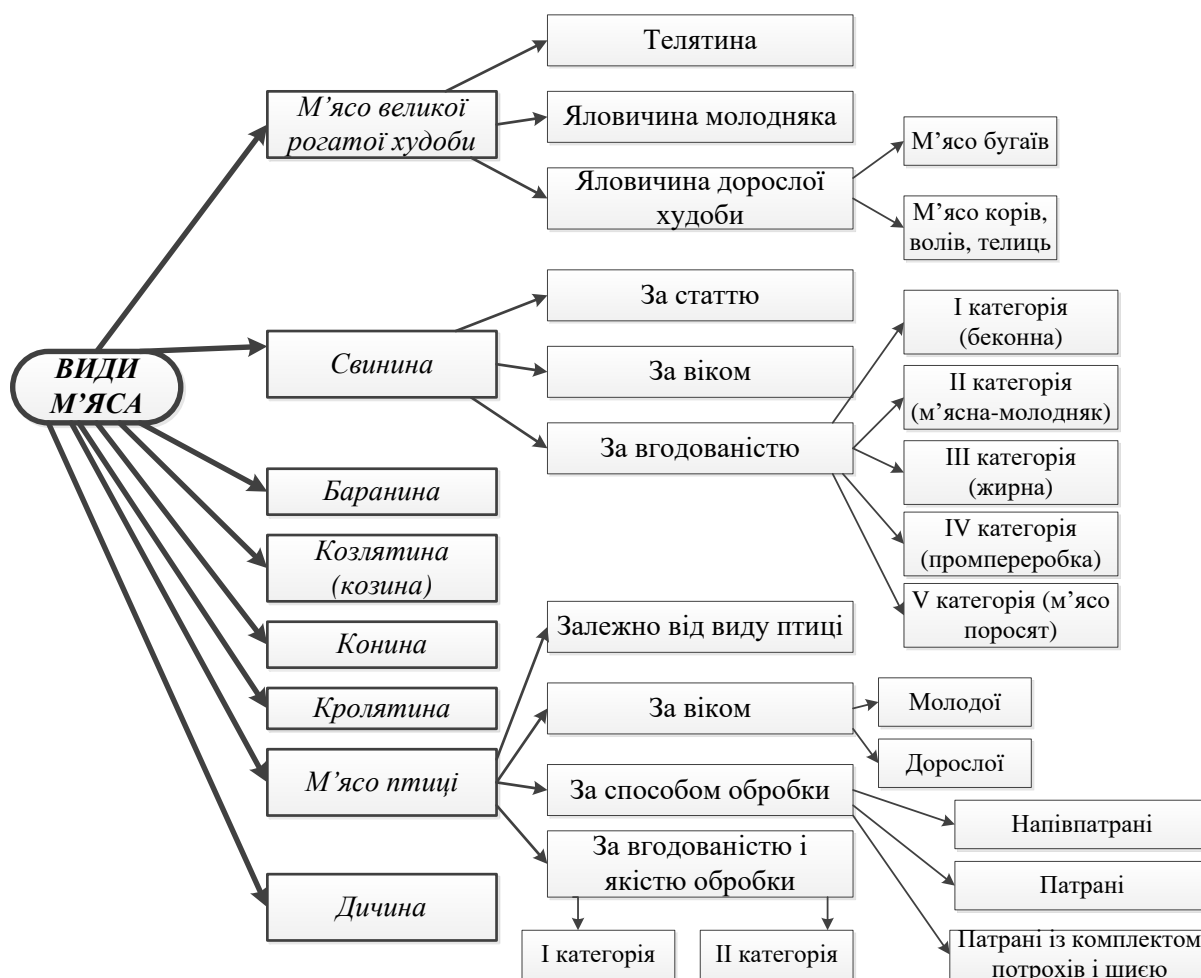 ВИДИ
М’ЯСА
М’ясо великої
рогатої худоби
Телятина
Яловичина молодняка
Яловичина дорослої
худоби
М’ясо бугаїв
М’ясо корів,
волів, телиць
Свинина
За статтю
За віком
За вгодованістю
І категорія
(беконна)
ІІ категорія
(м’ясна-молодняк)
ІІІ категорія
(жирна)
IV категорія
(промпереробка)
V категорія (м’ясо
поросят)
Баранина
Козлятина
(козина)
Конина
Кролятина
М’ясо птиці
Залежно від виду птиці
За віком
Молодої
Дорослої
За способом обробки
Напівпатрані
Патрані
Патрані із комплектом
потрохів і шиєю
За вгодованістю і
якістю обробки
І категорія
ІІ категорія
Дичина